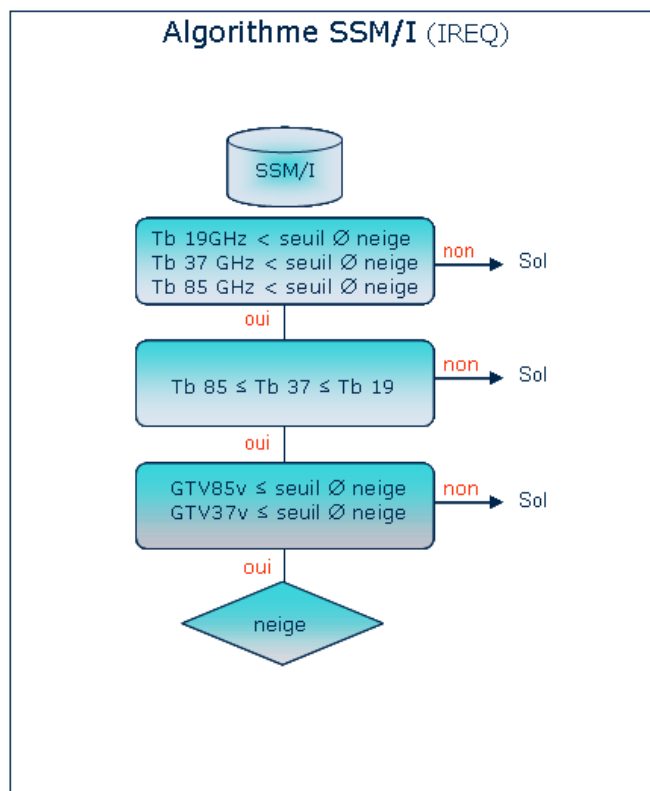 Algorithme SSM/I (IREQ)
SSM/I
Tb 19GHz < seuil Ø neige
Tb 37 GHz < seuil Ø neige
Tb 85 GHz < seuil Ø neige
non
Sol
oui
Tb 85 ≤ Tb 37 ≤ Tb 19
non
Sol
oui
GTV85v ≤ seuil Ø neige
GTV37v ≤ seuil Ø neige
non
Sol
oui
neige